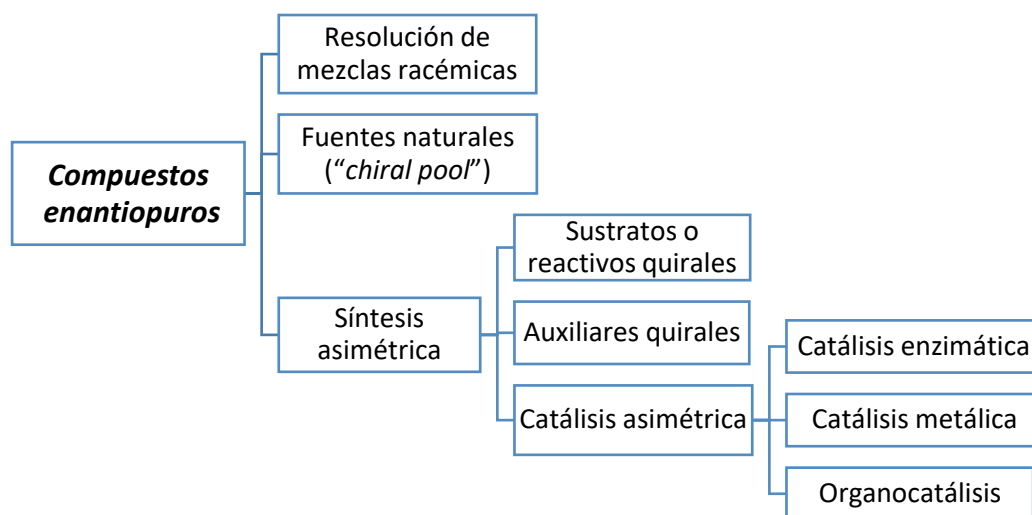 Resolución de
mezclas racémicas
Fuentes naturales
(“chiral pool”)
Compuestos
enantiopuros
Sustratos o
reactivos quirales
Síntesis
asimétrica
Auxiliares quirales
Catálisis asimétrica
Catálisis enzimática
Catálisis metálica
Organocatálisis